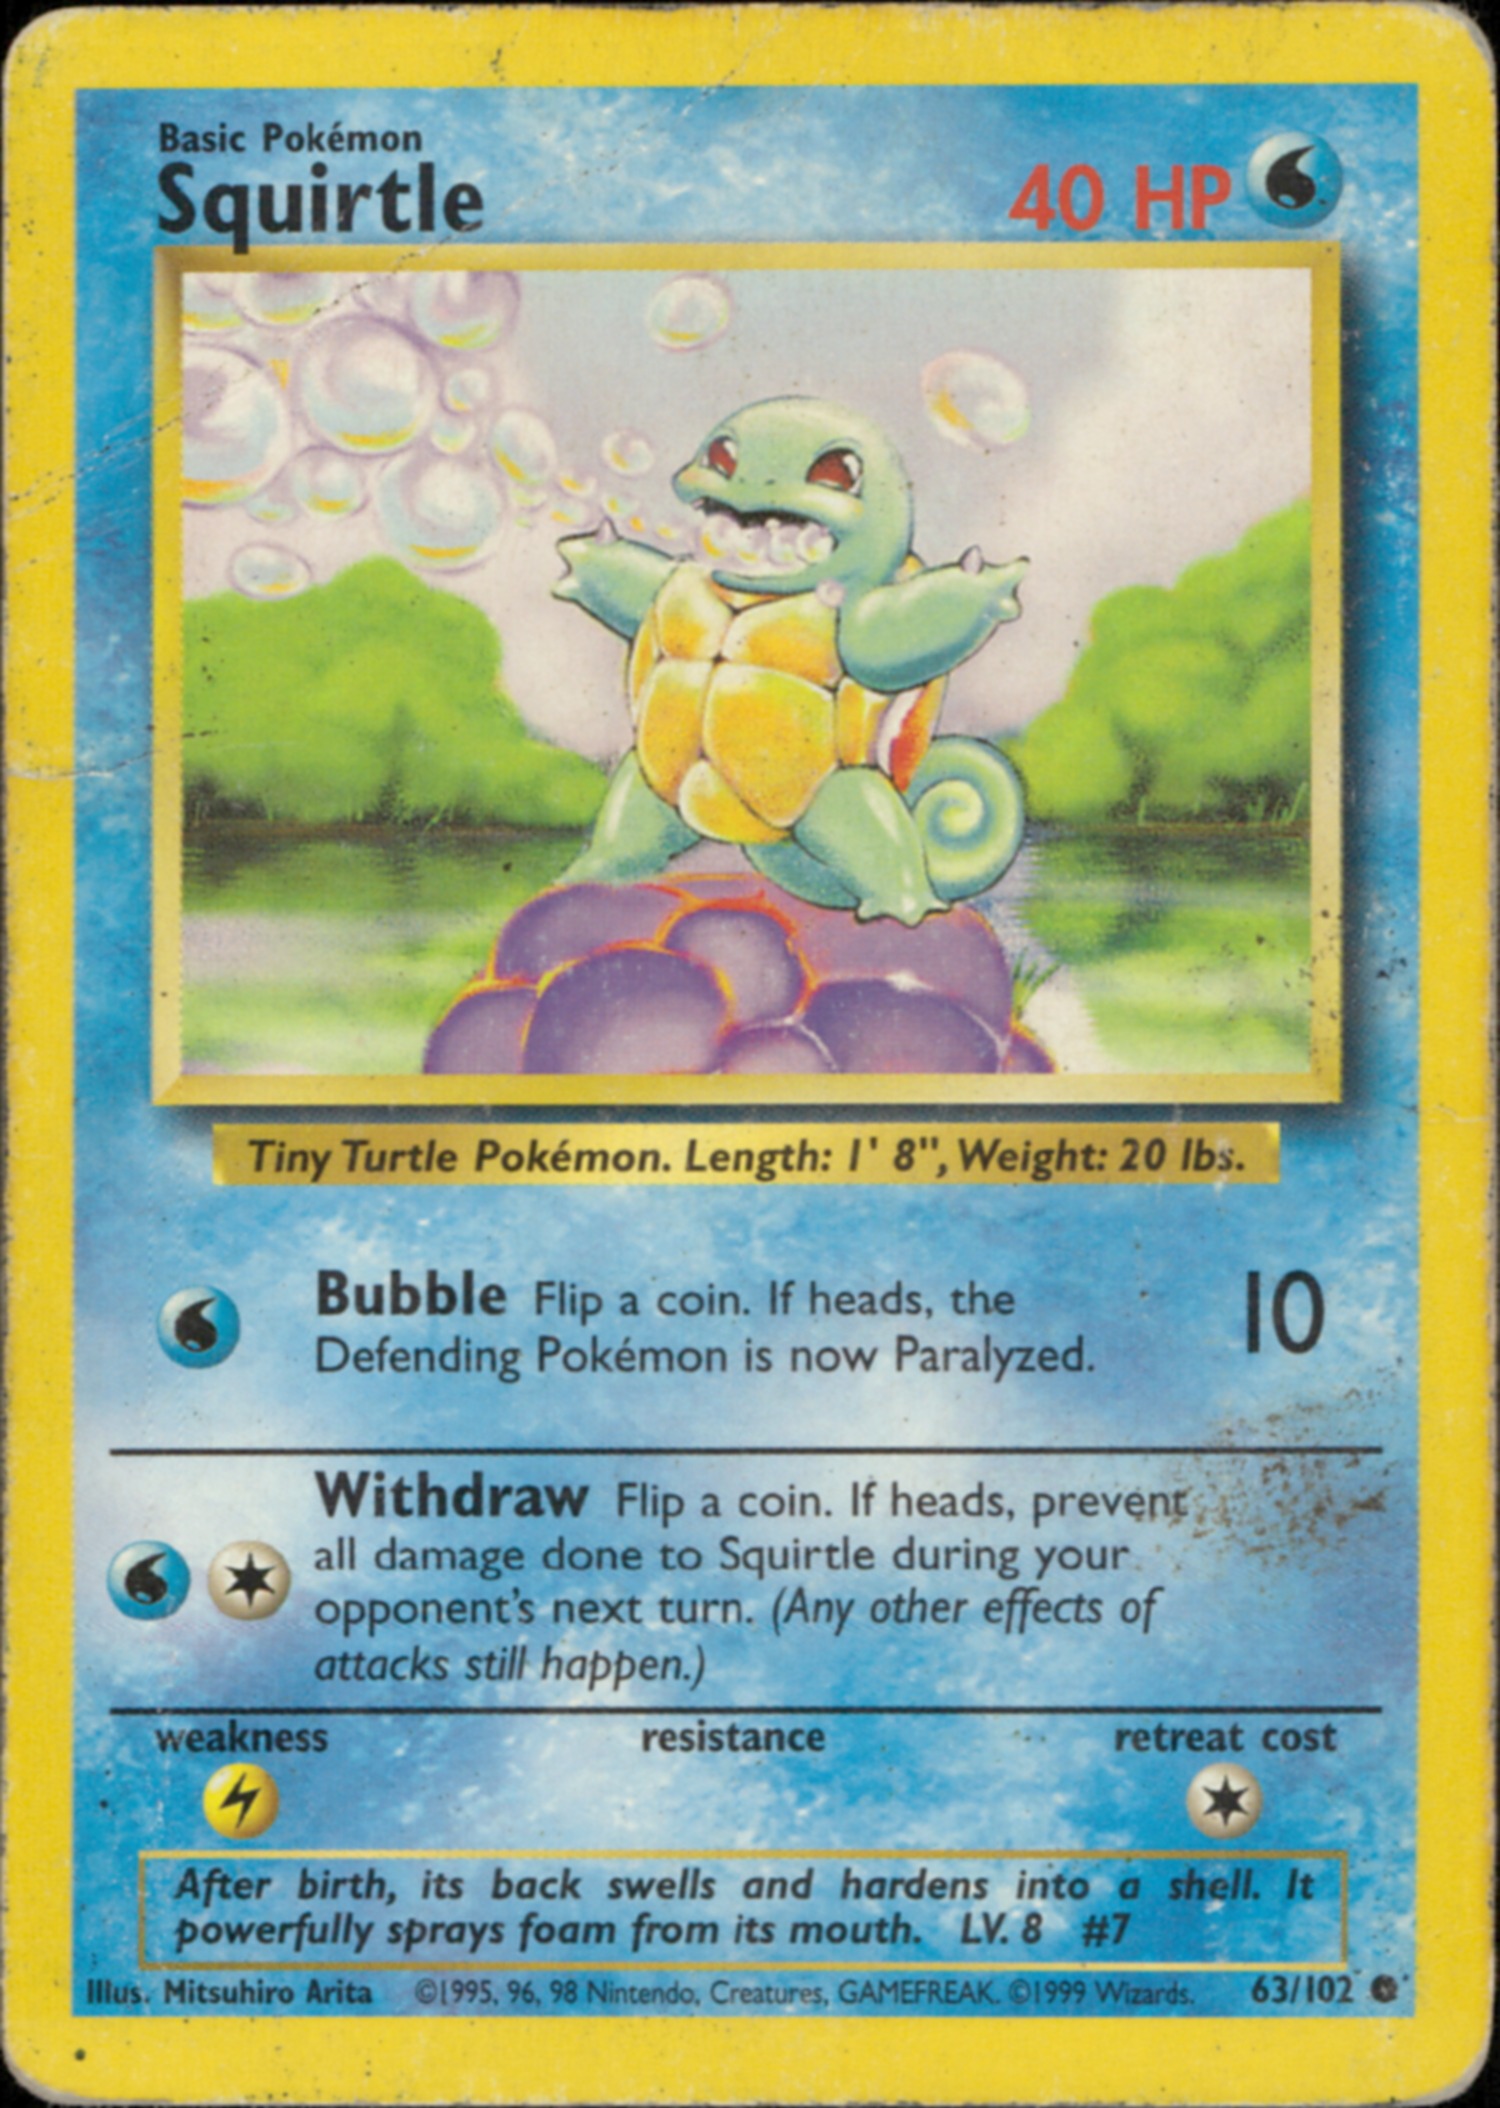 Basic Pokémon
Squirtle
40 HP
Tiny Turtle Pokémon. Length: 1' 8", Weight: 20 lbs.
Bubble Flip a coin. If heads, the
Defending Pokémon is now Paralyzed.
10
Withdraw Flip a coin. If heads, prevent
all damage done to Squirtle during your
opponent's next turn. (Any other effects of
attacks still happen.)
weakness resistance retreat cost
After birth, its back swells and hardens into a shell. It
powerfully sprays foam from its mouth. LV. 8 #7
Illus. Mitsuhiro Arita ©1995, 96, 98 Nintendo, Creatures, GAMEFREAK. ©1999 Wizards. 63/102